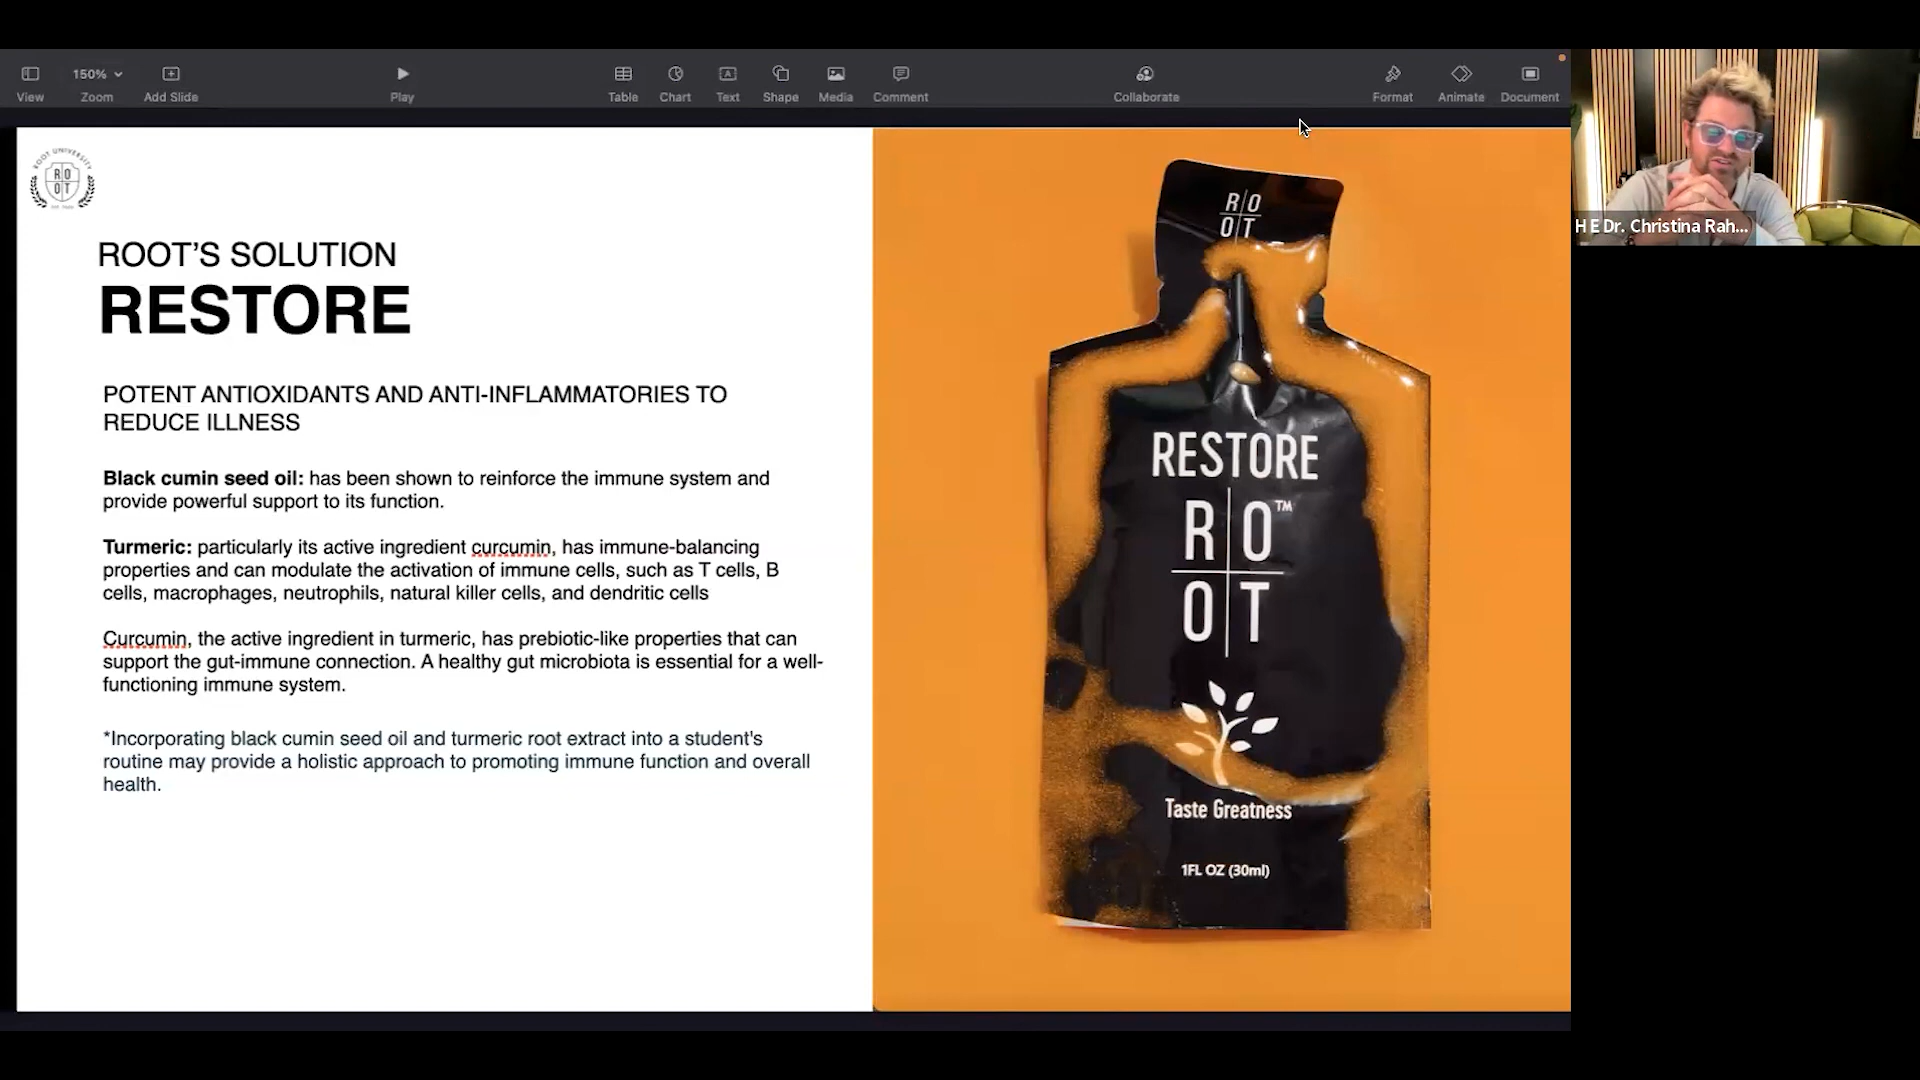 150%
View
Zoom
Add Slide
Play
Table
Chart
Text
Shape
Media
Comment
Collaborate
Format
Animate
Document
H E Dr. Christina Rah...
ROOT UNIVERSITY
RO
OT
ROOT'S SOLUTION
RESTORE
POTENT ANTIOXIDANTS AND ANTI-INFLAMMATORIES TO
REDUCE ILLNESS
Black cumin seed oil: has been shown to reinforce the immune system and
provide powerful support to its function.
Turmeric: particularly its active ingredient curcumin, has immune-balancing
properties and can modulate the activation of immune cells, such as T cells, B
cells, macrophages, neutrophils, natural killer cells, and dendritic cells
Curcumin, the active ingredient in turmeric, has prebiotic-like properties that can
support the gut-immune connection. A healthy gut microbiota is essential for a well-
functioning immune system.
*Incorporating black cumin seed oil and turmeric root extract into a student's
routine may provide a holistic approach to promoting immune function and overall
health.
RO
OT
RESTORE
RO™
OT
Taste Greatness
1FL OZ (30ml)